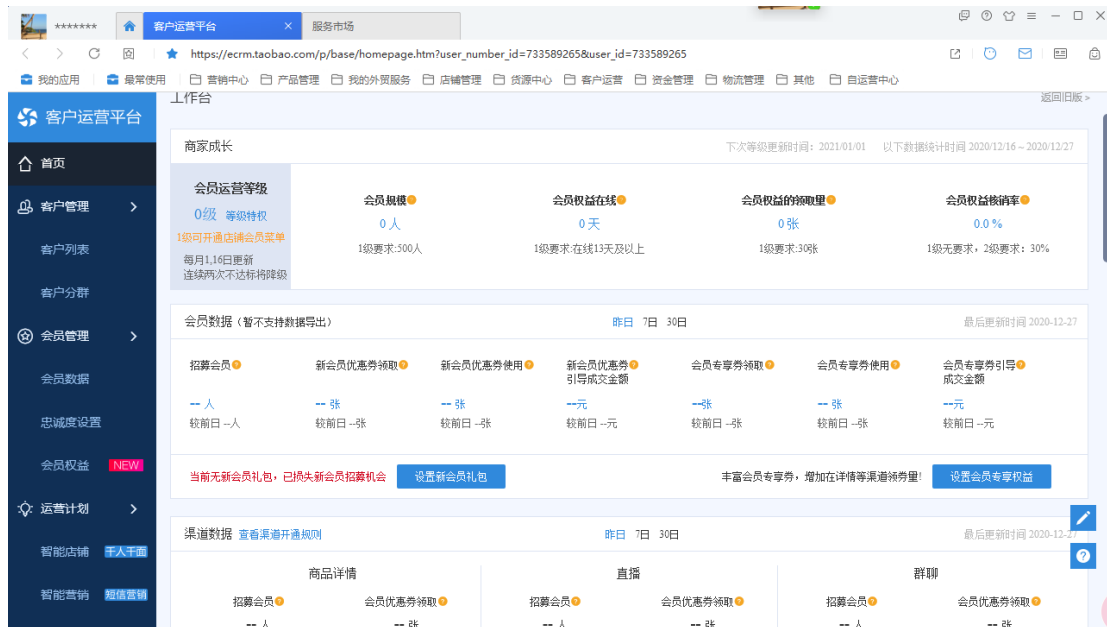 *******
客户运营平台
服务市场
https://ecrm.taobao.com/p/base/homepage.htm?user_number_id=733589265&user_id=733589265
我的应用 最常使用 营销中心 产品管理 我的外贸服务 店铺管理 货源中心 客户运营 资金管理 物流管理 其他 自运营中心
客户运营平台
首页
客户管理
客户列表
客户分群
会员管理
会员数据
忠诚度设置
会员权益 NEW
运营计划
智能店铺 千人千面
智能营销 短信营销
工作台 返回旧版 >
商家成长 下次等级更新时间：2021/01/01 以下数据统计时间 2020/12/16 ~ 2020/12/27
会员运营等级
0级 等级特权
1级可开通店铺会员菜单
每月1,16日更新
连续两次不达标将降级
会员规模 会员权益在线 会员权益的领取量 会员权益核销率
0 人 0 天 0 张 0.0 %
1级要求:500人 1级要求:在线13天及以上 1级要求:30张 1级无要求，2级要求：30%
会员数据（暂不支持数据导出） 昨日 7日 30日 最后更新时间 2020-12-27
招募会员 新会员优惠券领取 新会员优惠券使用 新会员优惠券 会员专享券领取 会员专享券使用 会员专享券引导
引导成交金额 成交金额
-- 人 -- 张 -- 张 --元 --张 -- 张 --元
较前日 --人 较前日 --张 较前日 --张 较前日 --元 较前日 --张 较前日 --张 较前日 --元
当前无新会员礼包，已损失新会员招募机会 设置新会员礼包 丰富会员专享券，增加在详情等渠道领券量! 设置会员专享权益
渠道数据 查看渠道开通规则 昨日 7日 30日 最后更新时间 2020-12-27
商品详情 直播 群聊
招募会员 会员优惠券领取 招募会员 会员优惠券领取 招募会员 会员优惠券领取
-- 人 -- 张 -- 人 -- 张 -- 人 -- 张